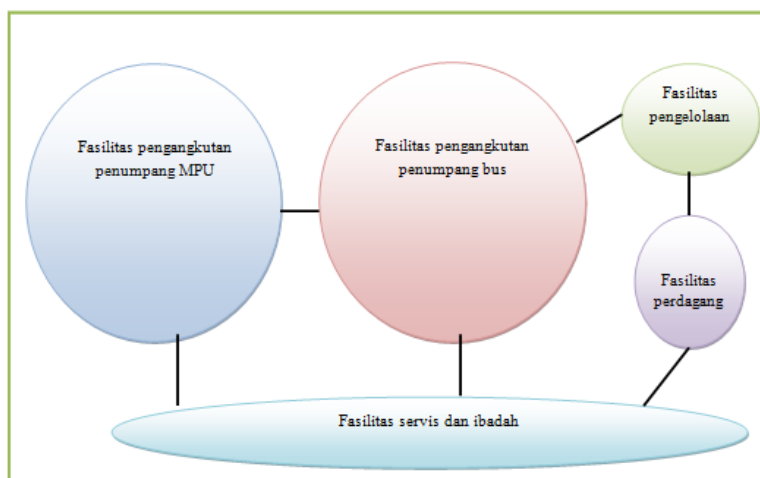 Fasilitas pengangkutan
penumpang MPU
Fasilitas pengangkutan
penumpang bus
Fasilitas
pengelolaan
Fasilitas
perdagang
Fasilitas servis dan ibadah